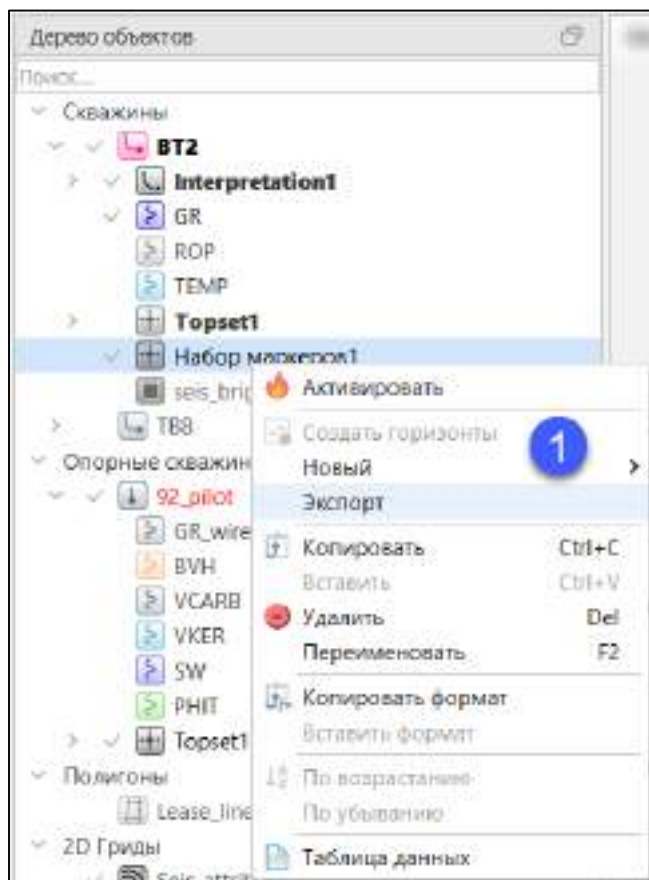 Дерево объектов
Поиск...
Скважины
BT2
Interpretation1
GR
ROP
TEMP
Topset1
Набор маркеров1
seis_brig
TBB
Опорные скважин
92_pilot
GR_wire
BVH
VCARB
VKER
SW
PHIT
Topset1
Полигоны
Lease_line
2D Гриды
Активировать
Создать горизонты
1
Новый
Экспорт
Копировать Ctrl+C
Вставить Ctrl+V
Удалить Del
Переименовать F2
Копировать формат
Вставить формат
По возрастанию
По убыванию
Таблица данных